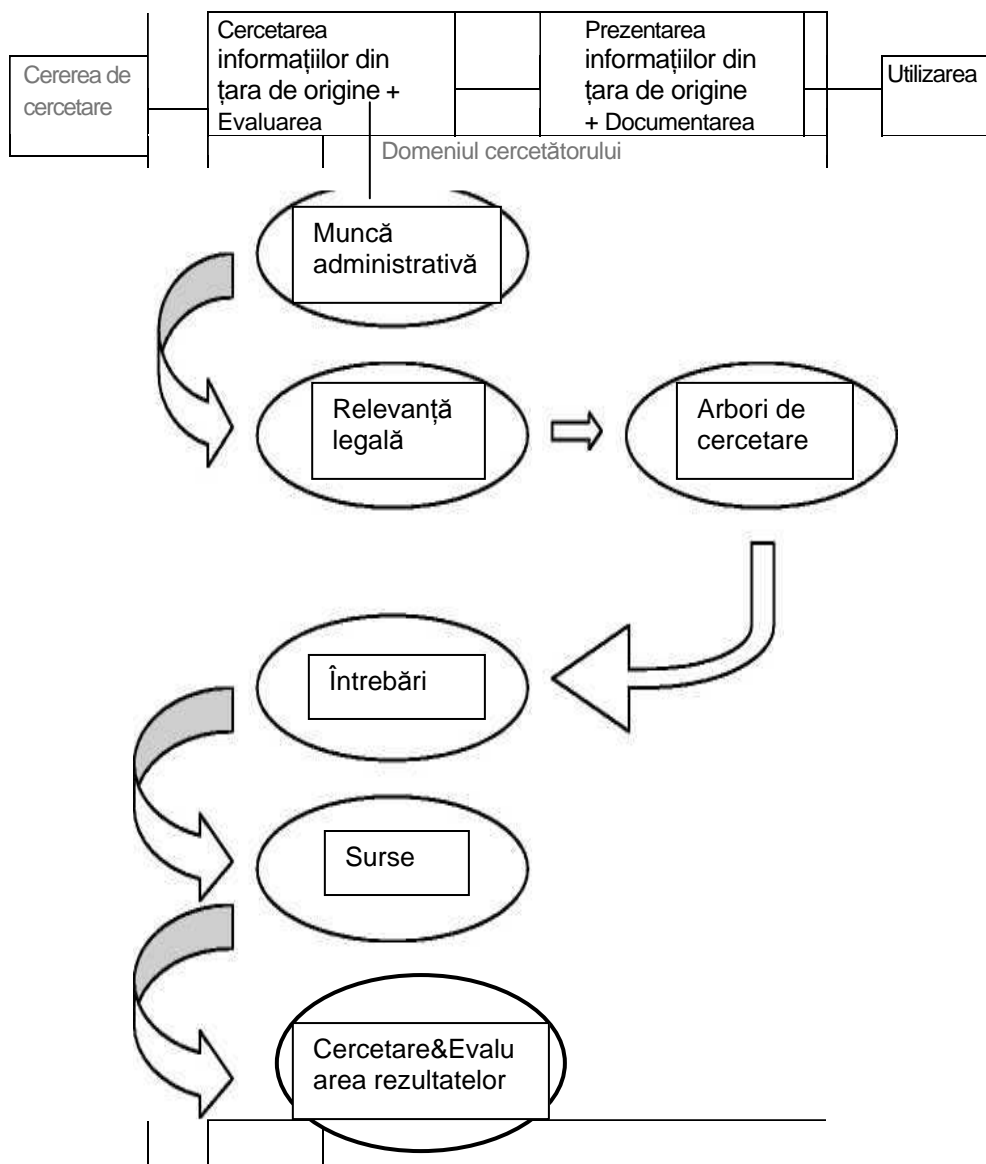 Cererea de
cercetare
Cercetarea
informațiilor din
țara de origine +
Evaluarea
Prezentarea
informațiilor din
țara de origine
+ Documentarea
Utilizarea
Domeniul cercetătorului
Muncă
administrativă
Relevanță
legală
Arbori de
cercetare
Întrebări
Surse
Cercetare&Evalu
area rezultatelor